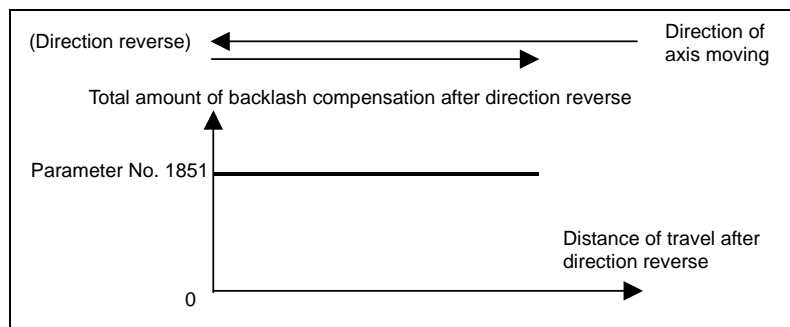 (Direction reverse)
Direction of
axis moving
Total amount of backlash compensation after direction reverse
Parameter No. 1851
Distance of travel after
direction reverse
0